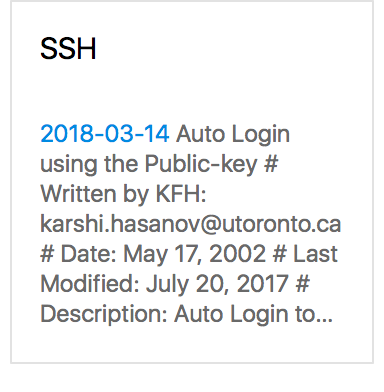 SSH
2018-03-14 Auto Login
using the Public-key #
Written by KFH:
karshi.hasanov@utoronto.ca
# Date: May 17, 2002 # Last
Modified: July 20, 2017 #
Description: Auto Login to...